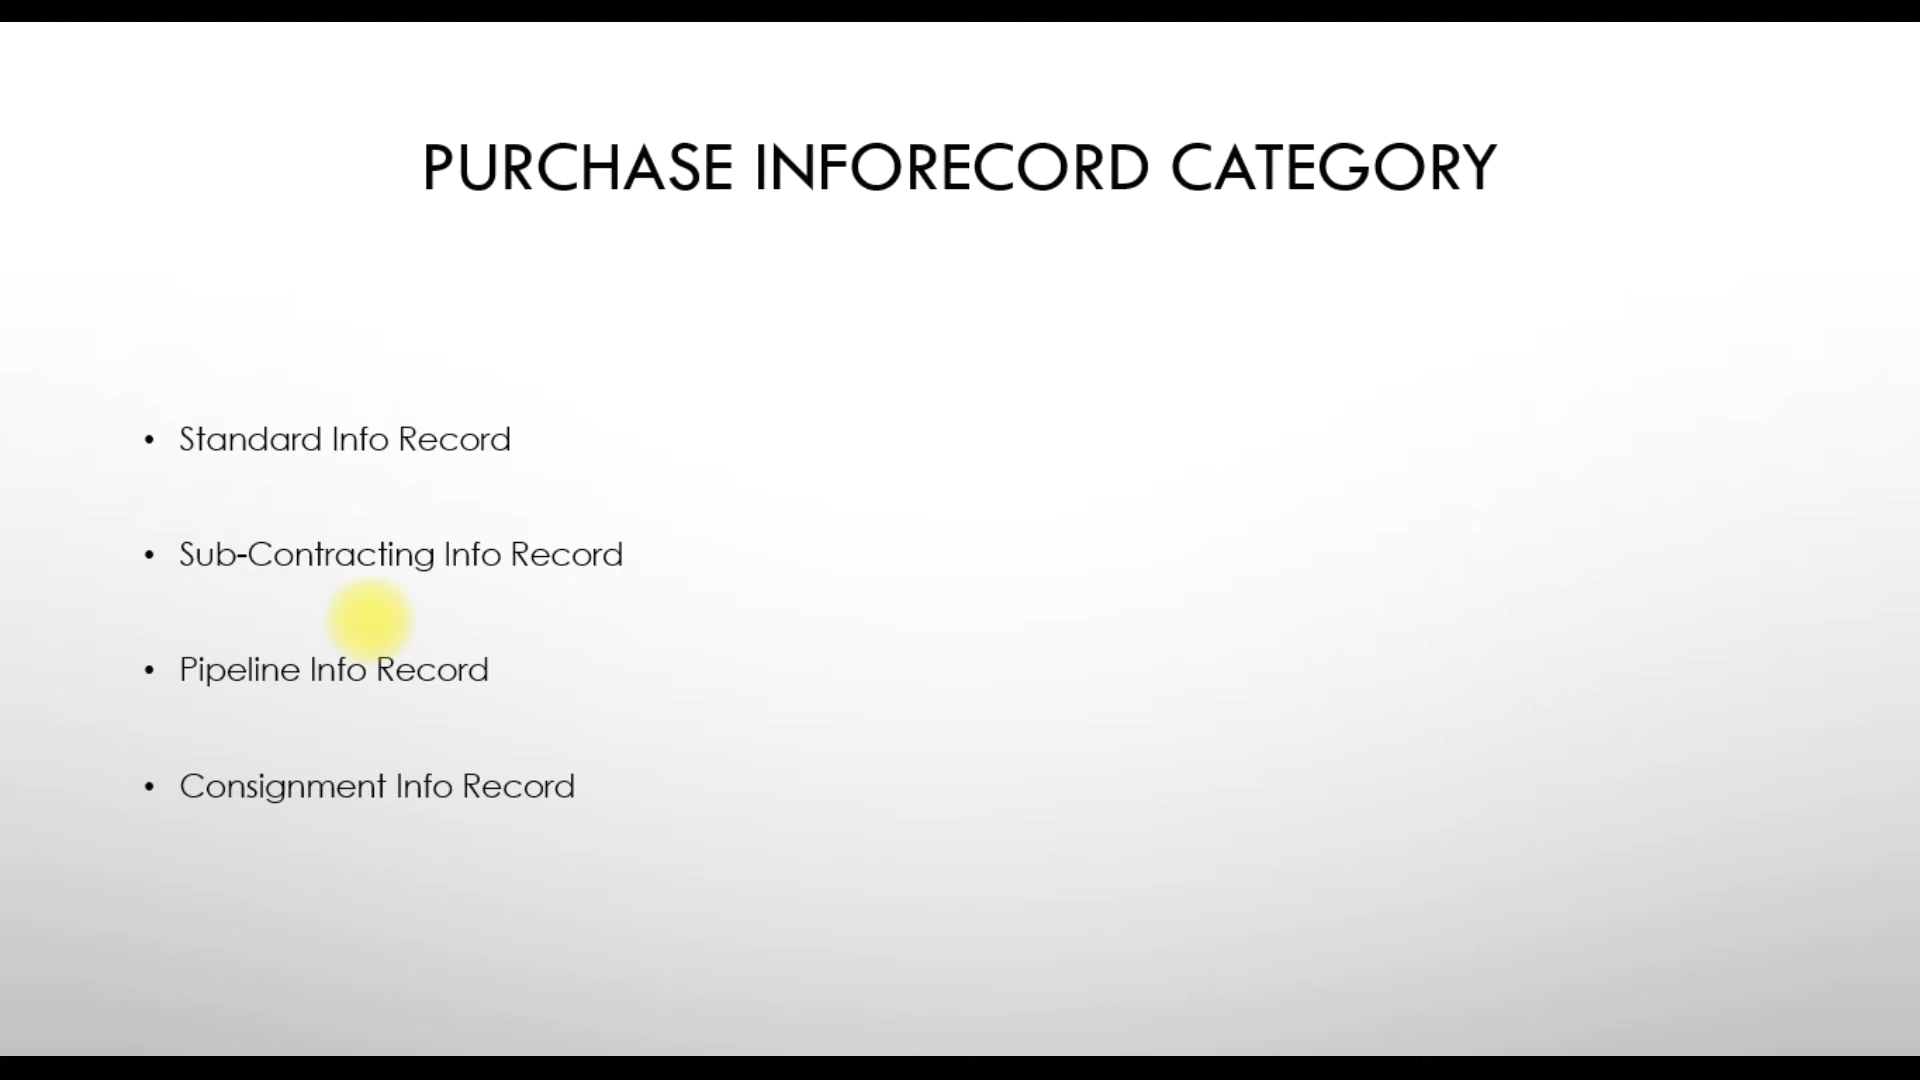 PURCHASE INFORECORD CATEGORY
• Standard Info Record
• Sub-Contracting Info Record
• Pipeline Info Record
• Consignment Info Record